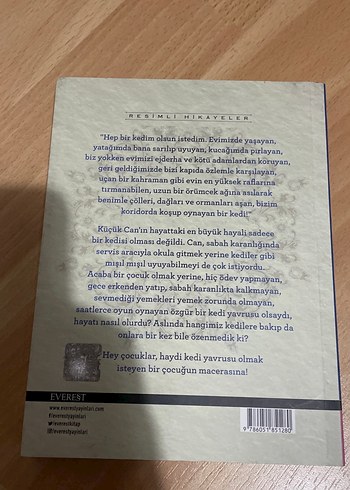 RESİMLİ HİKAYELER
"Hep bir kedim olsun istedim. Evimizde yaşayan,
yatağımda bana sarılıp uyuyan, kucağımda pırlayan,
biz yokken evimizi ejderha ve kötü adamlardan koruyan,
geri geldiğimizde bizi kapıda özlemle karşılayan,
uçan bir kahraman gibi evin en yüksek raflarına
tırmanabilen, uzun bir örümcek ağına asılarak
benimle çölleri, dağları ve ormanları aşan, bizim
koridorda koşup oynayan bir kedi!"
Küçük Can'ın hayattaki en büyük hayali sadece
bir kedisi olması değildi. Can, sabah karanlığında
servis aracıyla okula gitmek yerine kediler gibi
mışıl mışıl uyuyabilmeyi de çok istiyordu.
Acaba bir çocuk olmak yerine, hiç ödev yapmayan,
gece erkenden yatıp, sabah karanlıkta kalkmayan,
sevmediği yemekleri yemek zorunda olmayan,
saatlerce oyun oynayan özgür bir kedi yavrusu olsaydı,
hayatı nasıl olurdu? Aslında hangimiz kedilere bakıp da
onlara bir kez bile özenmedik ki?
Hey çocuklar, haydi kedi yavrusu olmak
isteyen bir çocuğun macerasına!
EVEREST
www.everestyayinlari.com
/everestyayinlari
/everestkitap
/everestyayinlari
9 786051 851280